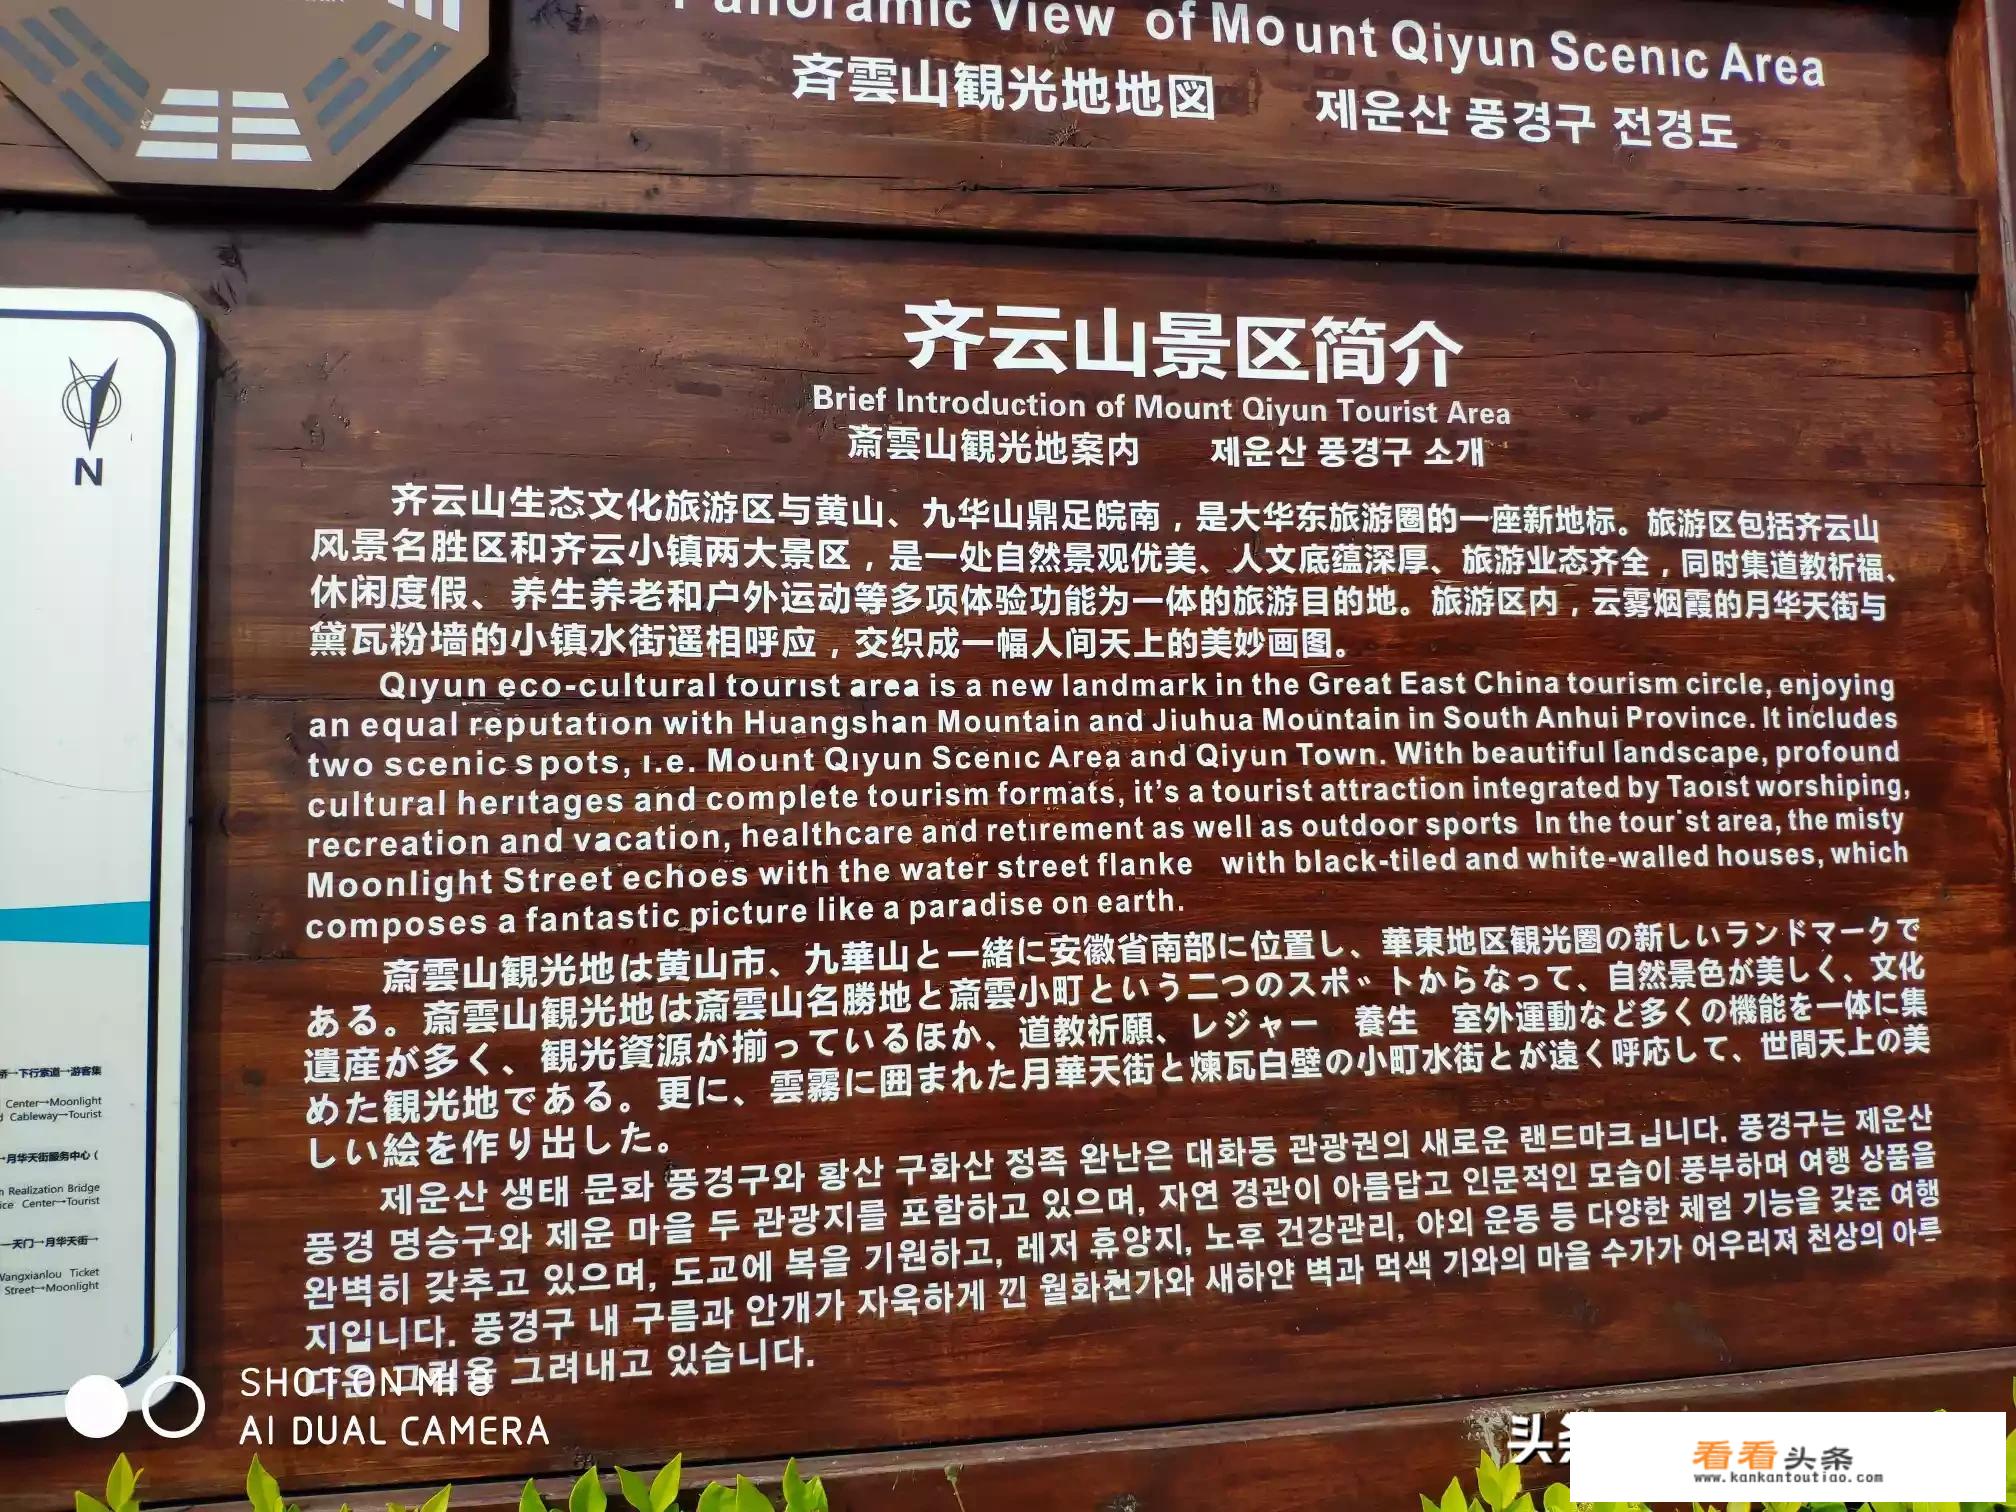 Panoramic View of Mount Qiyun Scenic Area
斉雲山観光地地図 제운산 풍경구 전경도
齐云山景区简介
Brief Introduction of Mount Qiyun Tourist Area
斎雲山観光地案内 제운산 풍경구 소개
N
齐云山生态文化旅游区与黄山、九华山鼎足皖南，是大华东旅游圈的一座新地标。旅游区包括齐云山
风景名胜区和齐云小镇两大景区，是一处自然景观优美、人文底蕴深厚、旅游业态齐全，同时集道教祈福、
休闲度假、养生养老和户外运动等多项体验功能为一体的旅游目的地。旅游区内，云雾烟霞的月华天街与
黛瓦粉墙的小镇水街遥相呼应，交织成一幅人间天上的美妙画图。
Qiyun eco-cultural tourist area is a new landmark in the Great East China tourism circle, enjoying
an equal reputation with Huangshan Mountain and Jiuhua Mountain in South Anhui Province. It includes
two scenic spots, i.e. Mount Qiyun Scenic Area and Qiyun Town. With beautiful landscape, profound
cultural heritages and complete tourism formats, it's a tourist attraction integrated by Taoist worshiping,
recreation and vacation, healthcare and retirement as well as outdoor sports In the tour st area, the misty
Moonlight Street echoes with the water street flanke with black-tiled and white-walled houses, which
composes a fantastic picture like a paradise on earth.
斎雲山観光地は黄山市、九華山と一緒に安徽省南部に位置し、華東地区観光圏の新しいランドマークで
ある。斎雲山観光地は斎雲山名勝地と斎雲小町という二つのスポットからなって、自然景色が美しく、文化
遺産が多く、観光資源が揃っているほか、道教祈願、レジャー 養生 室外運動など多くの機能を一体に集
めた観光地である。更に、雲霧に囲まれた月華天街と煉瓦白壁の小町水街とが遠く呼応して、世間天上の美
しい絵を作り出した。
제운산 생태 문화 풍경구와 황산 구화산 정족 완난은 대화동 관광권의 새로운 랜드마크입니다. 풍경구는 제운산
풍경 명승구와 제운 마을 두 관광지를 포함하고 있으며, 자연 경관이 아름답고 인문적인 모습이 풍부하며 여행 상품을
완벽히 갖추고 있으며, 도교에 복을 기원하고, 레저 휴양지, 노후 건강관리, 야외 운동 등 다양한 체험 기능을 갖준 여행
지입니다. 풍경구 내 구름과 안개가 자욱하게 낀 월화천가와 새하얀 벽과 먹색 기와의 마을 수가가 어우러져 천상의 아르
다운 그림을 그려내고 있습니다.
下行索道→游客集
Center→Moonlight
Cableway→Tourist
→月华天街服务中心（
Realization Bridge
Center→Tourist
一天门→月华天街→
Wangxianlou Ticket
Street→Moonlight
SHOT ON MI 8
AI DUAL CAMERA
头条
看看头条
www.kankantoutiao.com